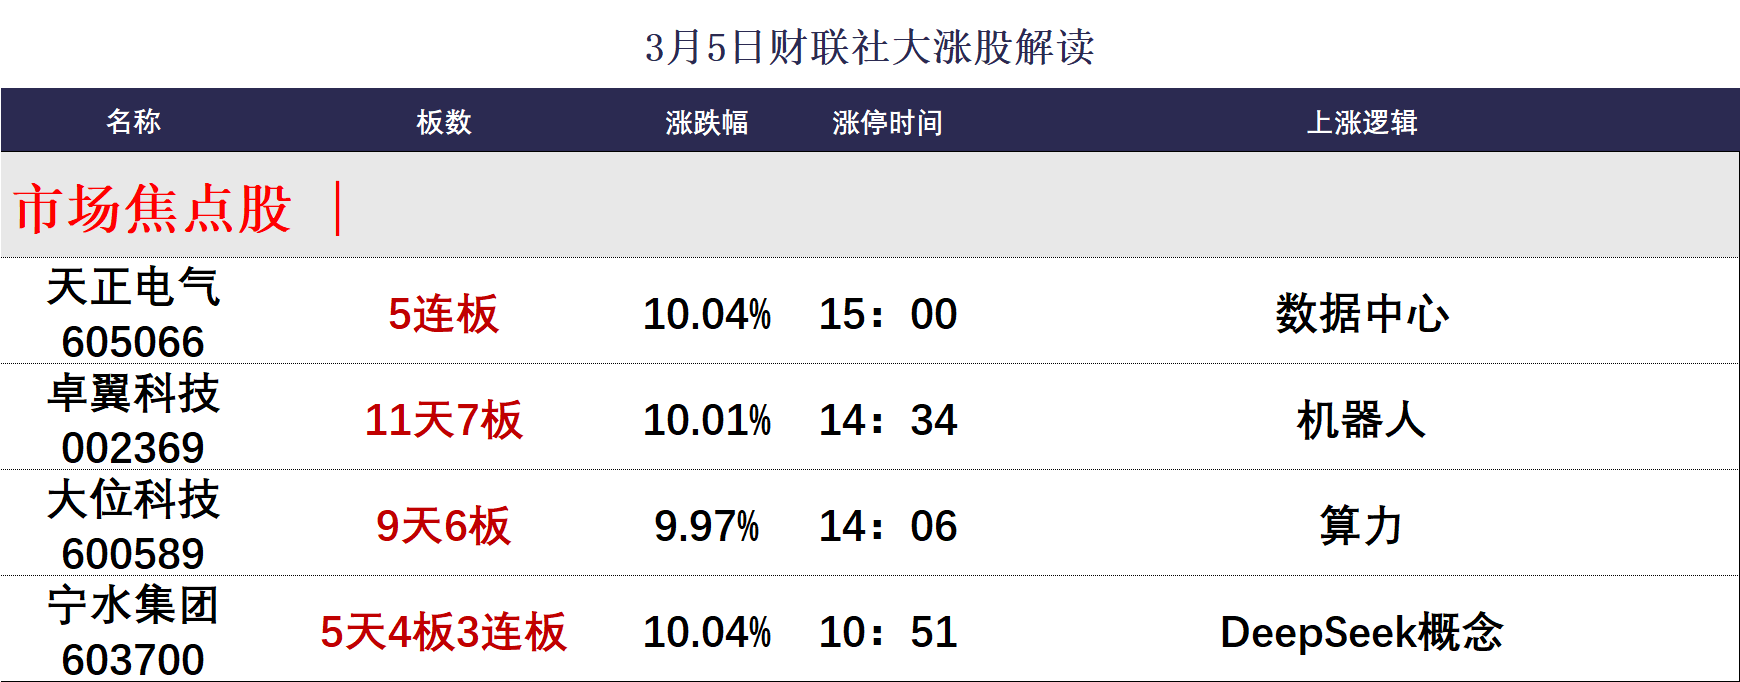 3月5日财联社大涨股解读
名称 板数 涨跌幅 涨停时间 上涨逻辑
市场焦点股 |
天正电气
605066 5连板 10.04% 15：00 数据中心
卓翼科技
002369 11天7板 10.01% 14：34 机器人
大位科技
600589 9天6板 9.97% 14：06 算力
宁水集团
603700 5天4板3连板 10.04% 10：51 DeepSeek概念